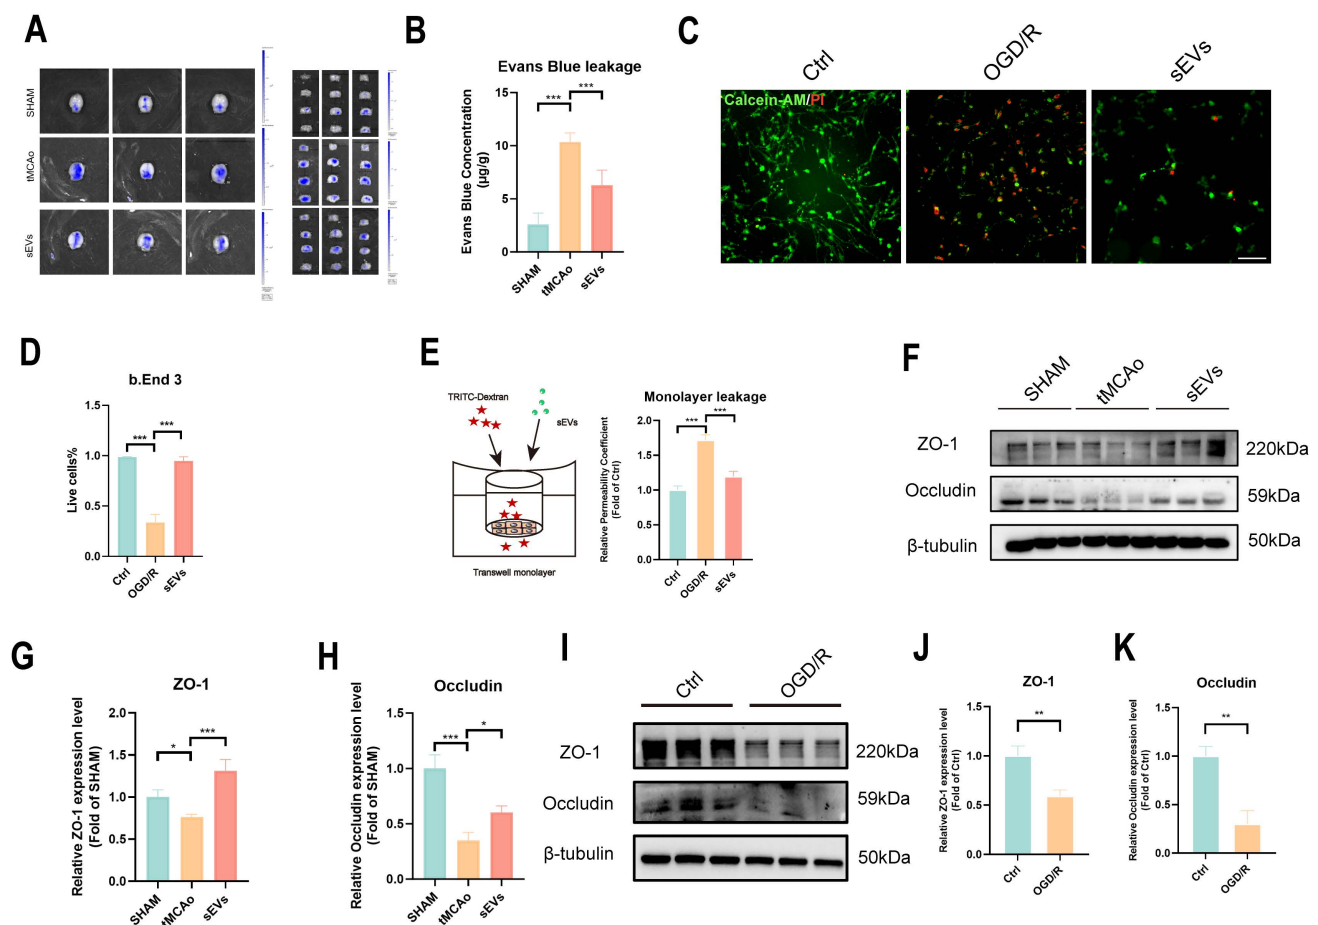 A
SHAM
tMCAo
sEVs
B
Evans Blue leakage
Evans Blue Concentration
(μg/g)
15
10
5
0
***
***
SHAM
tMCAo
sEVs
C
Ctrl
OGD/R
sEVs
Calcein-AM/PI
D
b.End 3
Live cells%
1.5
1.0
0.5
0.0
***
***
Ctrl
OGD/R
sEVs
E
TRITC-Dextran
sEVs
Transwell monolayer
Monolayer leakage
Relative Permeability Coefficient
(Fold of Ctrl)
2.0
1.5
1.0
0.5
0.0
***
***
Ctrl
OGD/R
sEVs
F
SHAM
tMCAo
sEVs
ZO-1
220kDa
Occludin
59kDa
β-tubulin
50kDa
G
ZO-1
Relative ZO-1 expression level
(Fold of SHAM)
2.0
1.5
1.0
0.5
0.0
*
***
SHAM
tMCAo
sEVs
H
Occludin
Relative Occludin expression level
(Fold of SHAM)
1.5
1.0
0.5
0.0
***
*
SHAM
tMCAo
sEVs
I
Ctrl
OGD/R
ZO-1
220kDa
Occludin
59kDa
β-tubulin
50kDa
J
ZO-1
Relative ZO-1 expression level
(Fold of Ctrl)
1.5
1.0
0.5
0.0
**
Ctrl
OGD/R
K
Occludin
Relative Occludin expression level
(Fold of Ctrl)
1.5
1.0
0.5
0.0
**
Ctrl
OGD/R